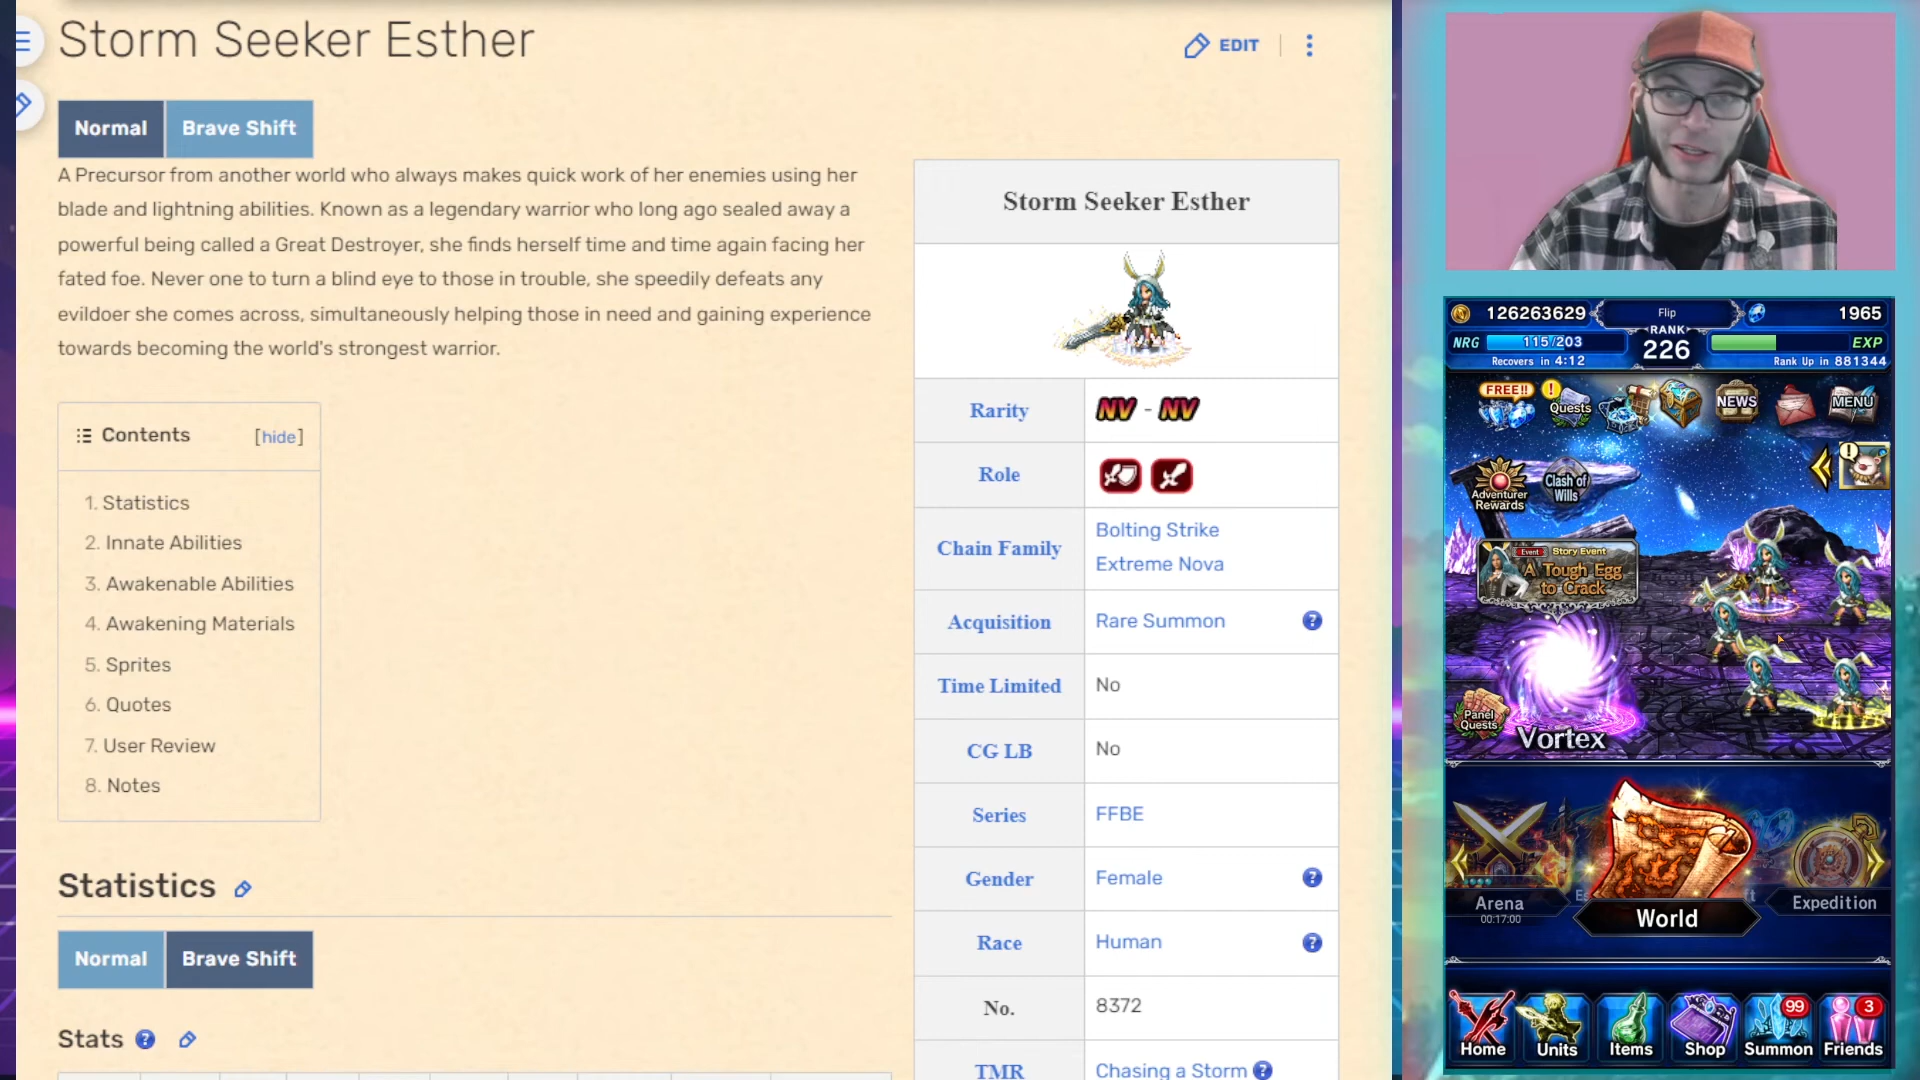 Storm Seeker Esther
EDIT
Normal
Brave Shift
A Precursor from another world who always makes quick work of her enemies using her
blade and lightning abilities. Known as a legendary warrior who long ago sealed away a
powerful being called a Great Destroyer, she finds herself time and time again facing her
fated foe. Never one to turn a blind eye to those in trouble, she speedily defeats any
evildoer she comes across, simultaneously helping those in need and gaining experience
towards becoming the world's strongest warrior.
Contents
[hide]
1. Statistics
2. Innate Abilities
3. Awakenable Abilities
4. Awakening Materials
5. Sprites
6. Quotes
7. User Review
8. Notes
Statistics
Normal
Brave Shift
Stats
Storm Seeker Esther
Rarity
NV - NV
Role
Chain Family
Bolting Strike
Extreme Nova
Acquisition
Rare Summon
Time Limited
No
CG LB
No
Series
FFBE
Gender
Female
Race
Human
No.
8372
TMR
Chasing a Storm
126263629
Flip
1965
NRG
115/203
RANK
226
EXP
Recovers in 4:12
Rank Up in 881344
FREE!!
Quests
NEWS
MENU
Adventurer
Rewards
Clash of
Wills
Event
Story Event
A Tough Egg
to Crack
Panel
Quests
Vortex
Arena
00:17:00
World
Expedition
Home
Units
Items
Shop
99
Summon
3
Friends